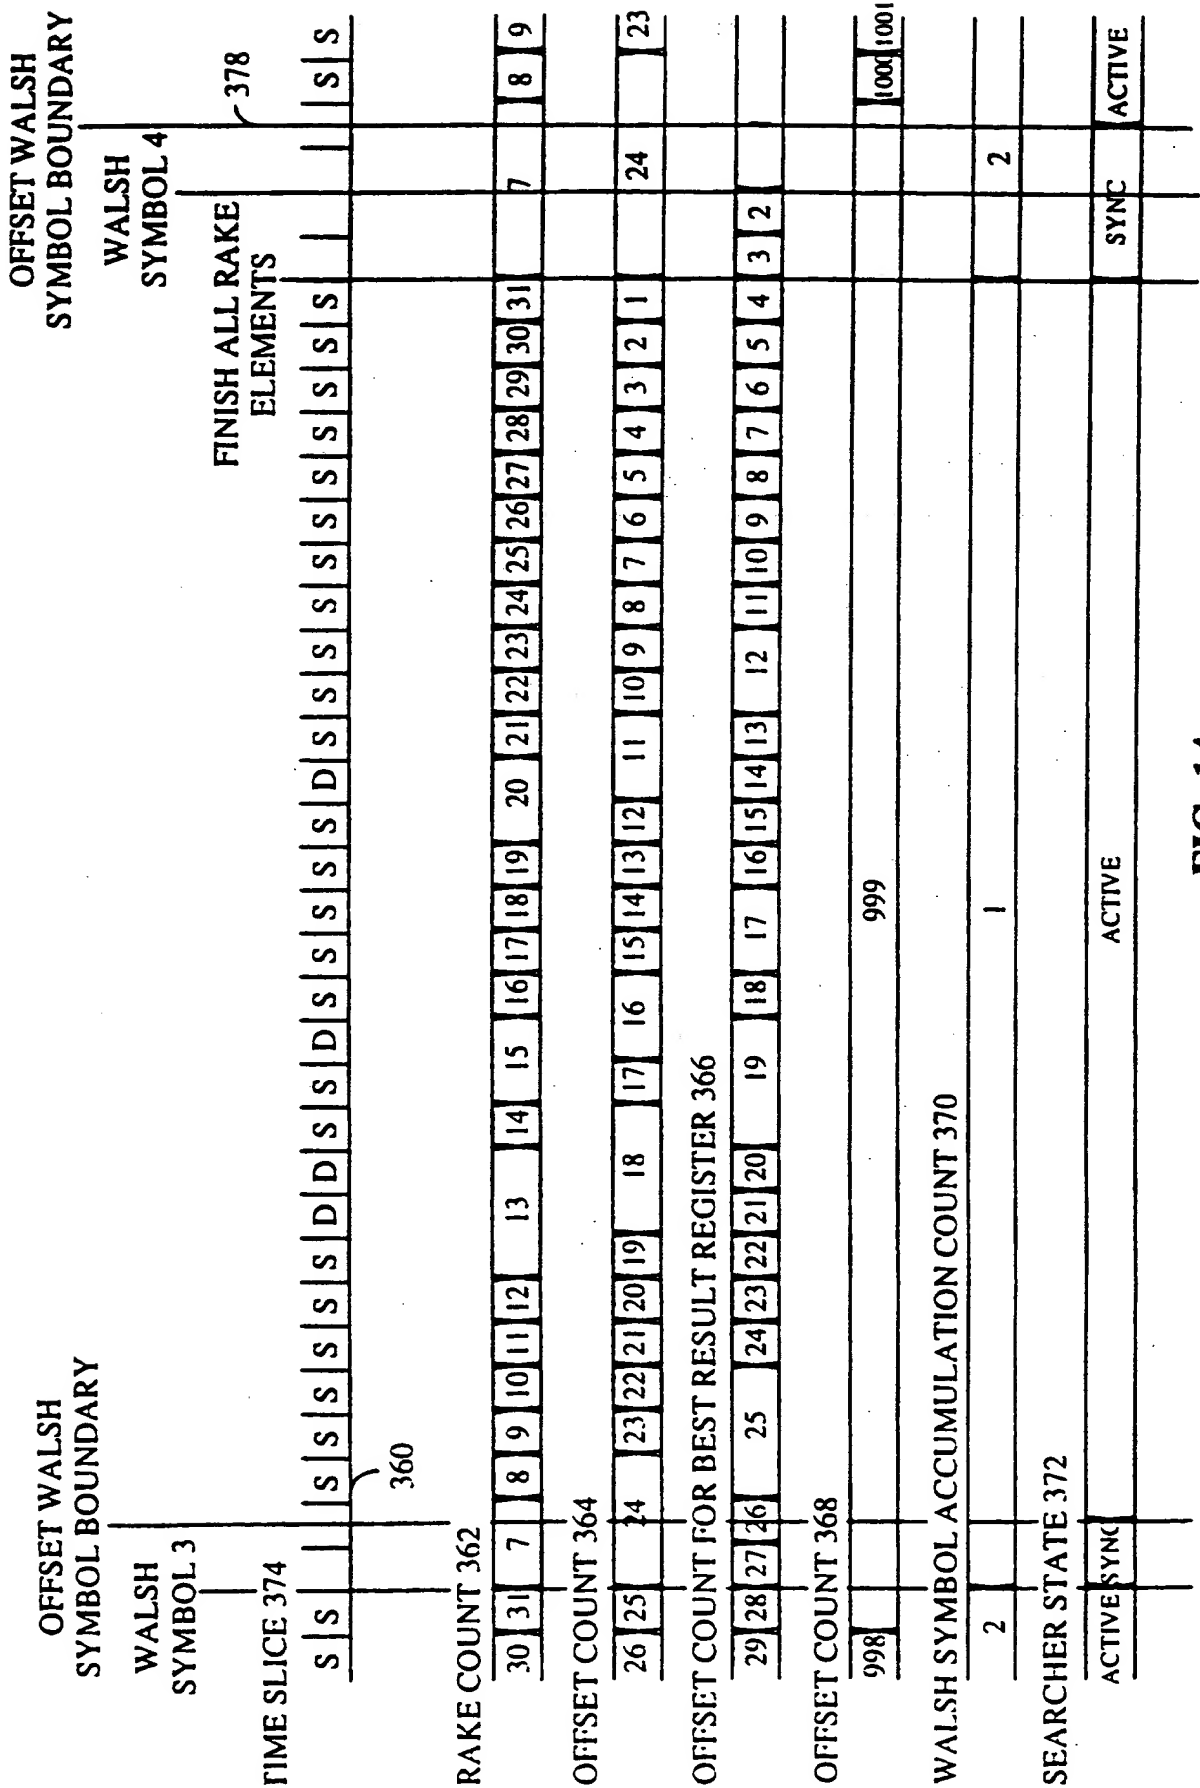 OFFSET WALSH
SYMBOL BOUNDARY
WALSH
SYMBOL 3
OFFSET WALSH
SYMBOL BOUNDARY
WALSH
SYMBOL 4
378
FINISH ALL RAKE
ELEMENTS
TIME SLICE 374
S S S S S S S S D D S S D S S S S S D S S S S S S S S S S S S S S
360
RAKE COUNT 362
30 31 7 8 9 10 11 12 13 14 15 16 17 18 19 20 21 22 23 24 25 26 27 28 29 30 31 7 8 9
OFFSET COUNT 364
26 25 24 23 22 21 20 19 18 17 16 15 14 13 12 11 10 9 8 7 6 5 4 3 2 1 24 23
OFFSET COUNT FOR BEST RESULT REGISTER 366
29 28 27 26 25 24 23 22 21 20 19 18 17 16 15 14 13 12 11 10 9 8 7 6 5 4 3 2
OFFSET COUNT 368
998 999 1000 1001
WALSH SYMBOL ACCUMULATION COUNT 370
2 1 2
SEARCHER STATE 372
ACTIVE SYNC ACTIVE SYNC ACTIVE
FIG.